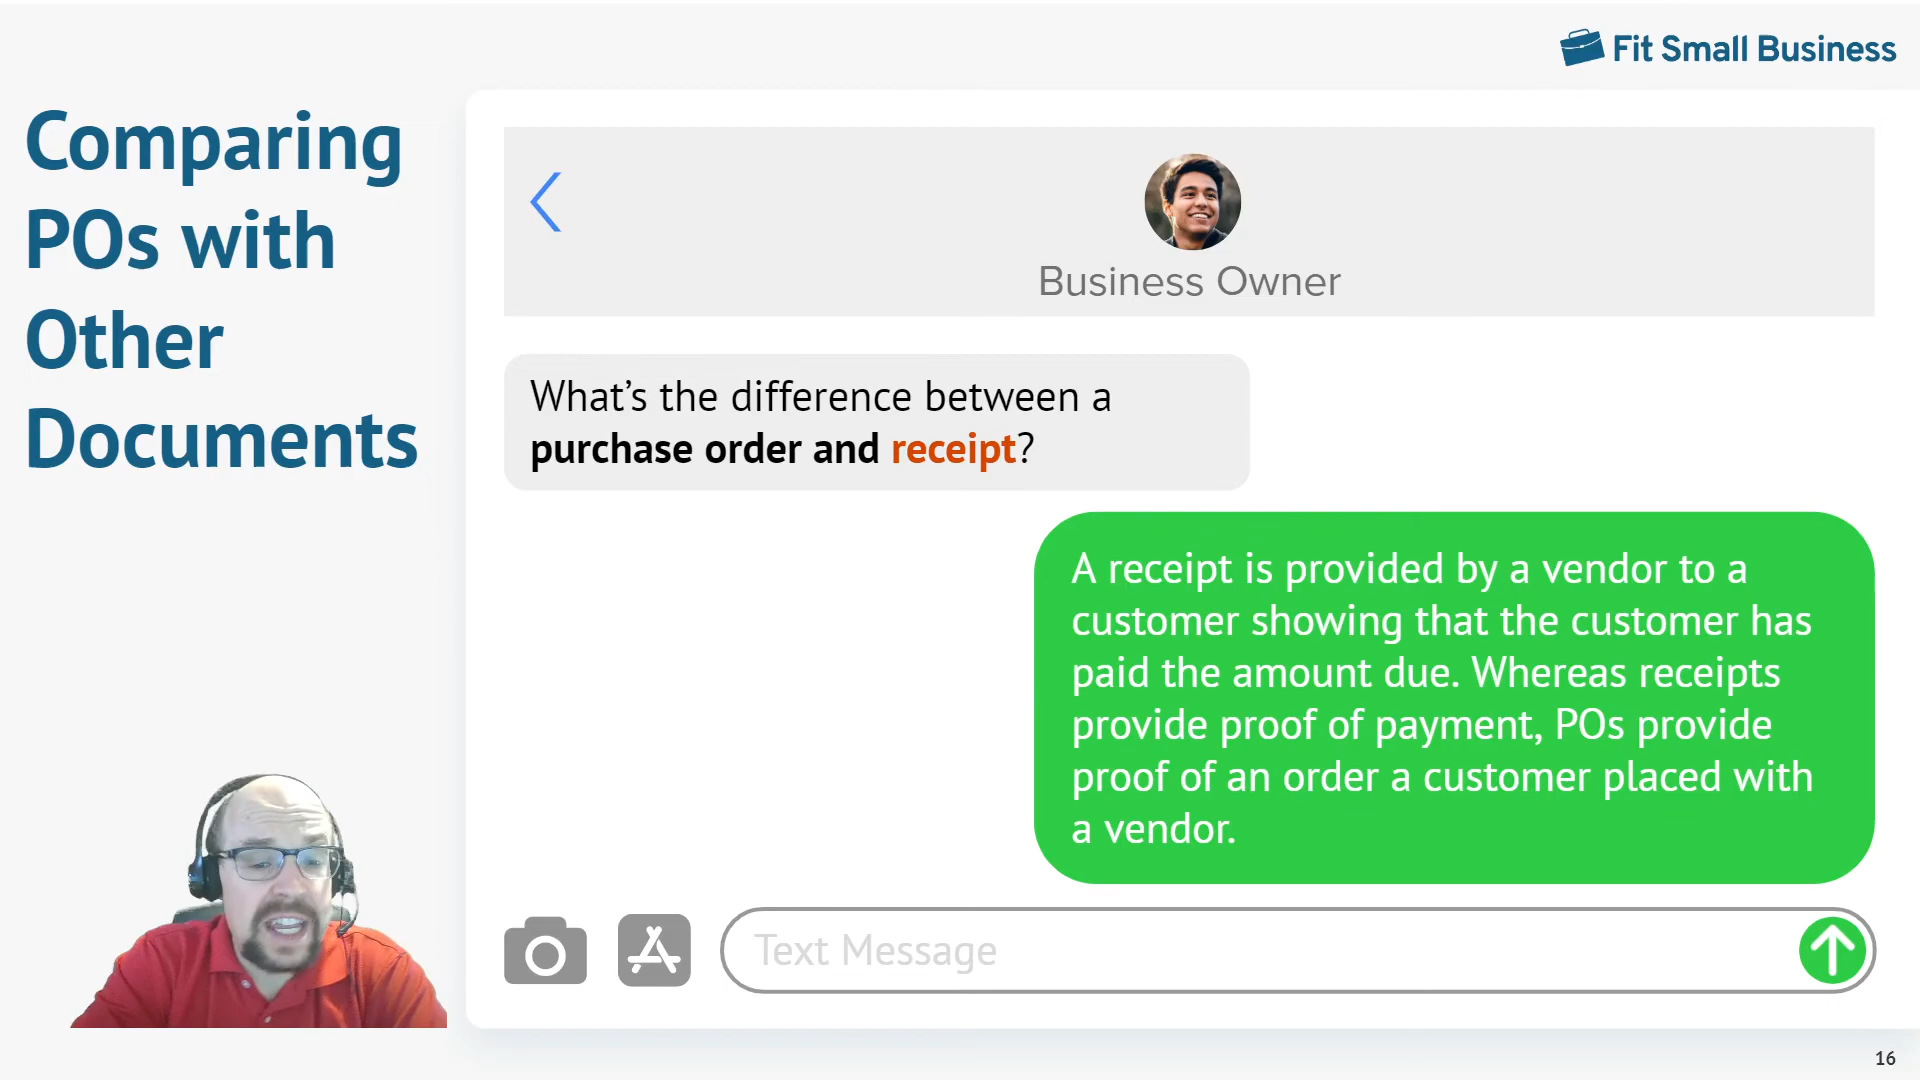 Fit Small Business
Comparing
POs with
Other
Documents
Business Owner
What’s the difference between a
purchase order and receipt?
A receipt is provided by a vendor to a
customer showing that the customer has
paid the amount due. Whereas receipts
provide proof of payment, POs provide
proof of an order a customer placed with
a vendor.
Text Message
16